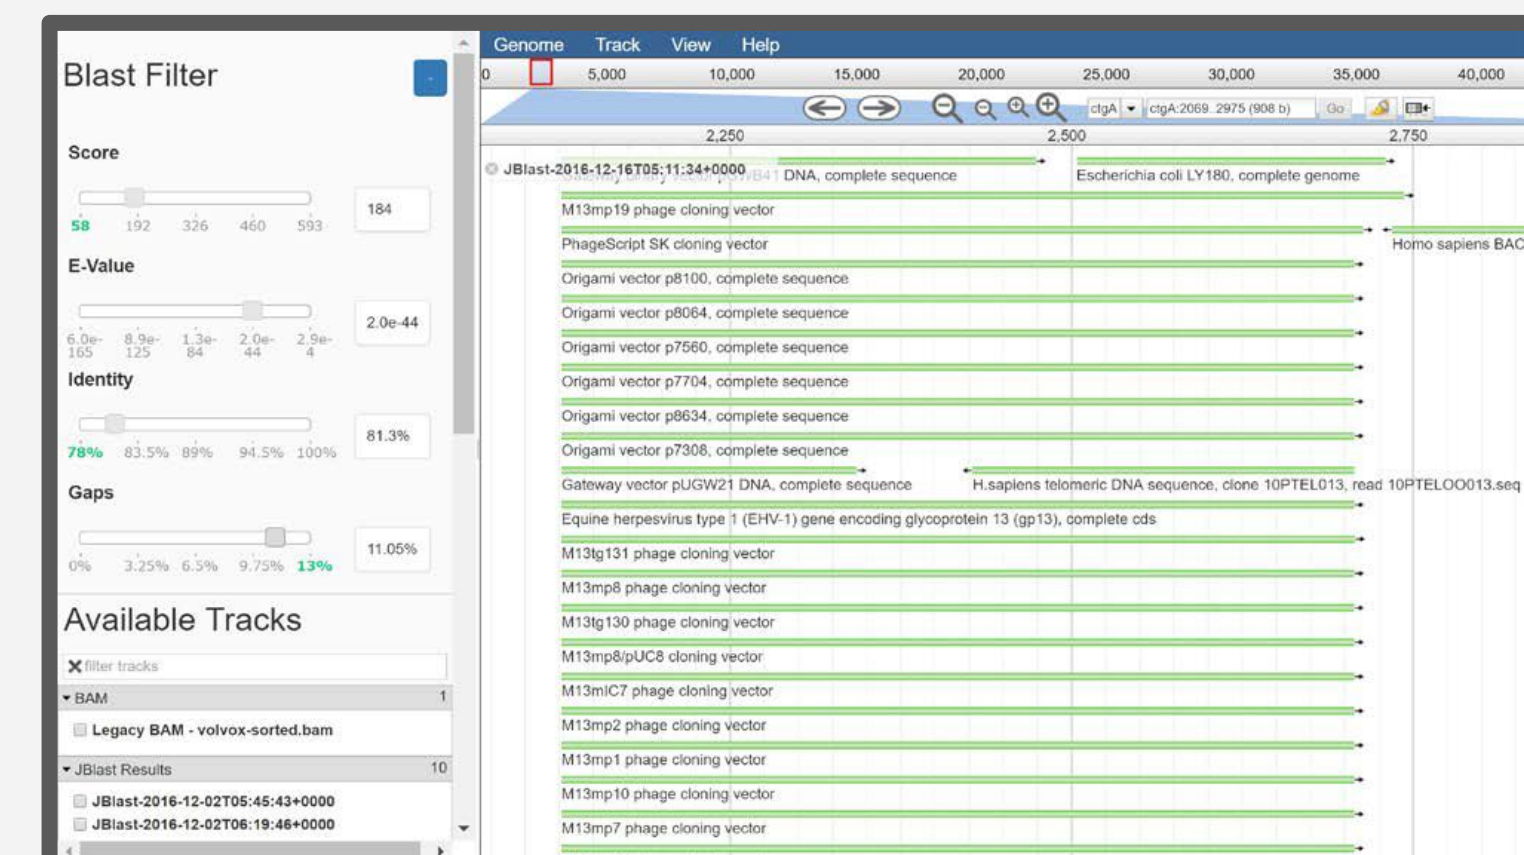 Blast Filter
-
Score
58 192 326 460 593
184
E-Value
6.0e-165 8.9e-125 1.3e-84 2.0e-44 2.9e-4
2.0e-44
Identity
78% 83.5% 89% 94.5% 100%
81.3%
Gaps
0% 3.25% 6.5% 9.75% 13%
11.05%
Available Tracks
filter tracks
BAM 1
Legacy BAM - volvox-sorted.bam
JBlast Results 10
JBlast-2016-12-02T05:45:43+0000
JBlast-2016-12-02T06:19:46+0000
Genome Track View Help
0 5,000 10,000 15,000 20,000 25,000 30,000 35,000 40,000
ctgA ctgA:2069..2975 (908 b) Go
2,250 2,500 2,750
JBlast-2016-12-16T05:11:34+0000
DNA, complete sequence
Escherichia coli LY180, complete genome
M13mp19 phage cloning vector
PhageScript SK cloning vector
Homo sapiens BAC
Origami vector p8100, complete sequence
Origami vector p8064, complete sequence
Origami vector p7560, complete sequence
Origami vector p7704, complete sequence
Origami vector p8634, complete sequence
Origami vector p7308, complete sequence
Gateway vector pUGW21 DNA, complete sequence
H.sapiens telomeric DNA sequence, clone 10PTEL013, read 10PTELOO013.seq
Equine herpesvirus type 1 (EHV-1) gene encoding glycoprotein 13 (gp13), complete cds
M13tg131 phage cloning vector
M13mp8 phage cloning vector
M13tg130 phage cloning vector
M13mp8/pUC8 cloning vector
M13mIC7 phage cloning vector
M13mp2 phage cloning vector
M13mp1 phage cloning vector
M13mp10 phage cloning vector
M13mp7 phage cloning vector